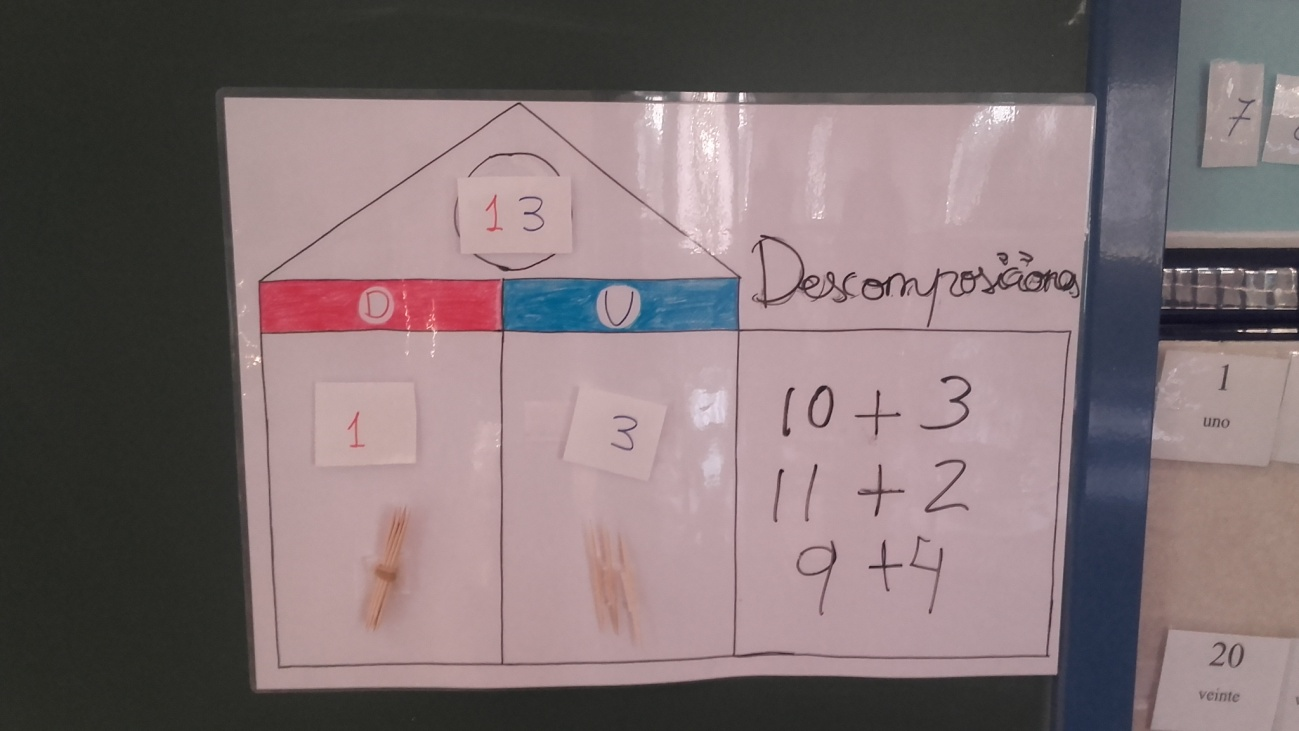 13
D U
Descomposiciones
1 3
10 + 3
11 + 2
9 + 4
7
1
uno
20
veinte